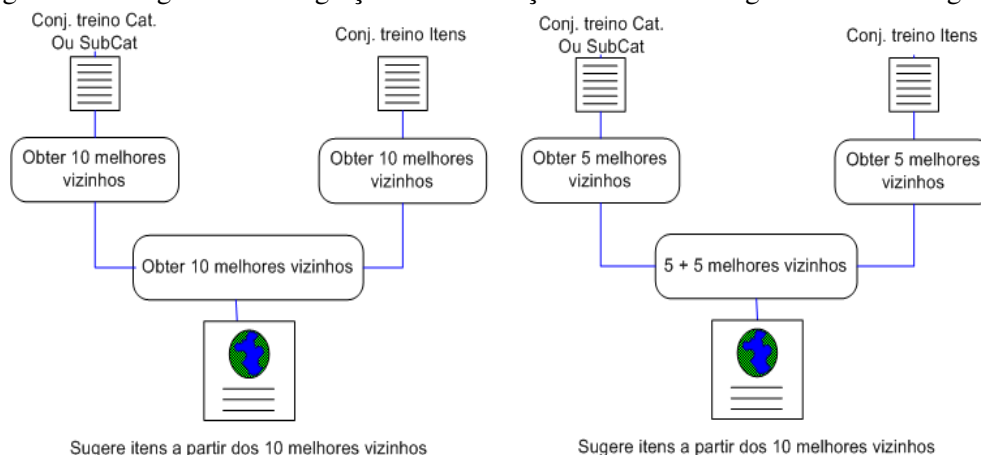 Conj. treino Cat.
Ou SubCat
Conj. treino Itens
Obter 10 melhores
vizinhos
Obter 10 melhores
vizinhos
Obter 10 melhores vizinhos
Sugere itens a partir dos 10 melhores vizinhos
Conj. treino Cat.
Ou SubCat
Conj. treino Itens
Obter 5 melhores
vizinhos
Obter 5 melhores
vizinhos
5 + 5 melhores vizinhos
Sugere itens a partir dos 10 melhores vizinhos